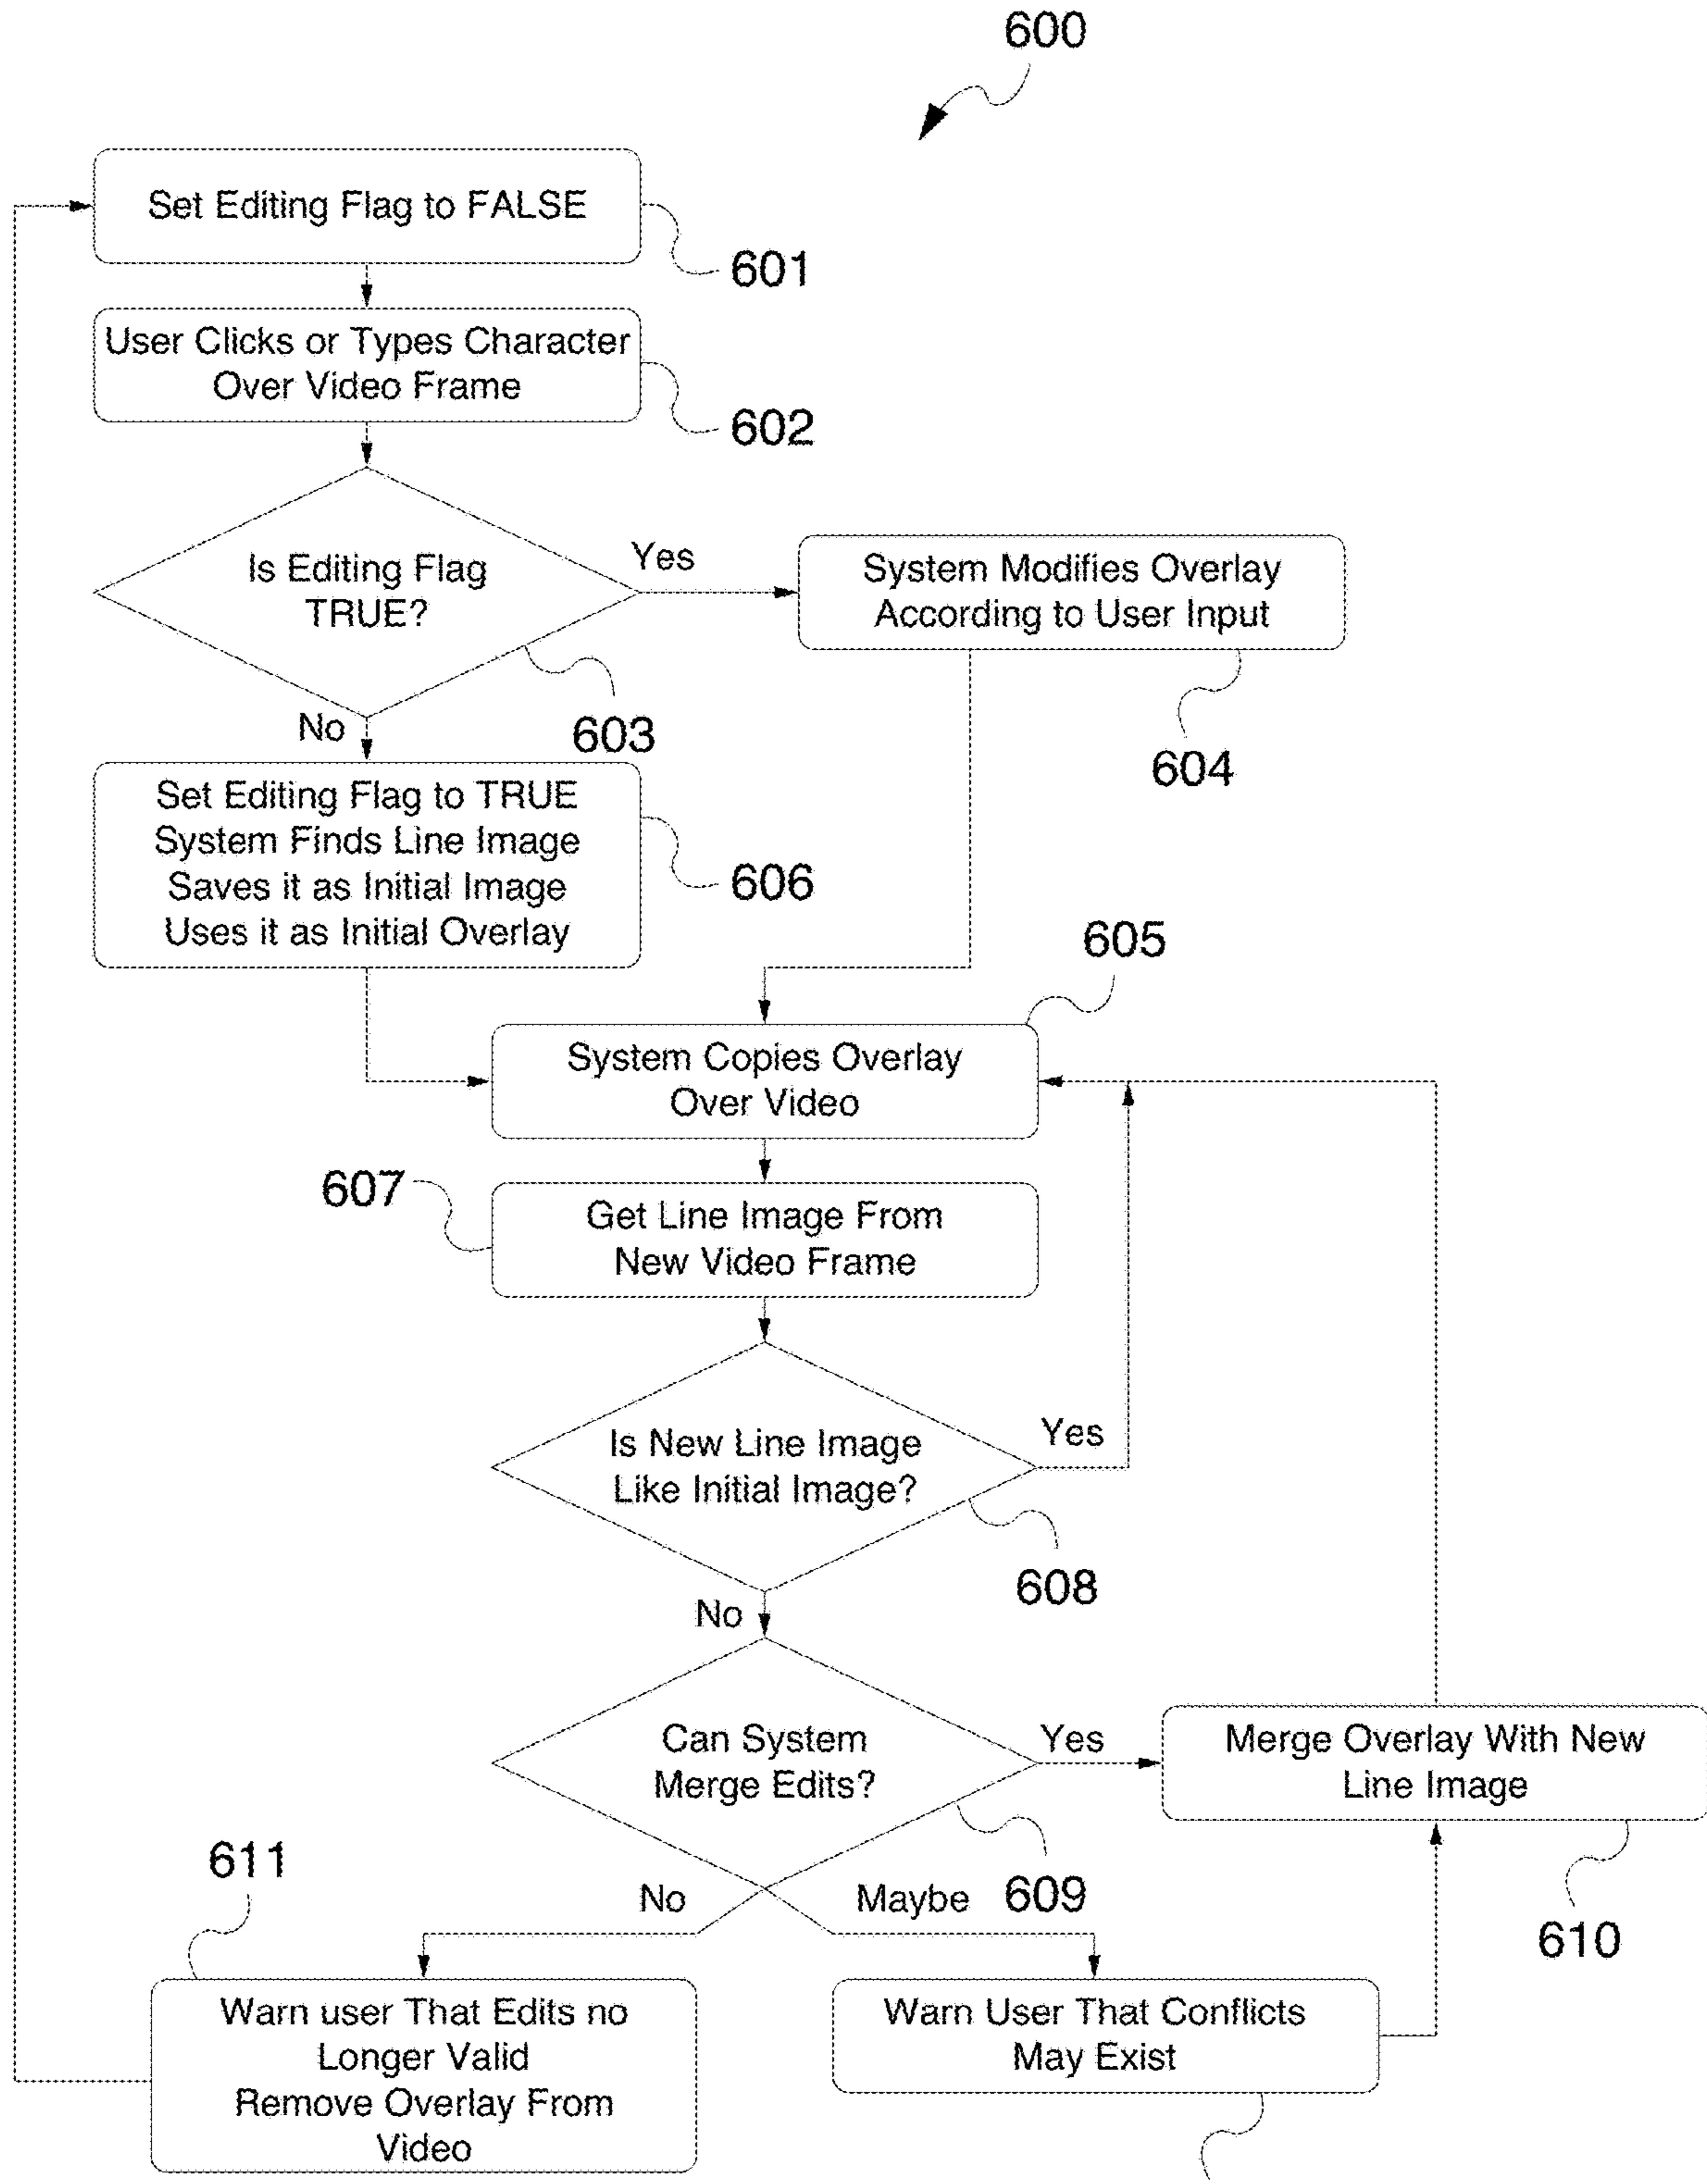 600
Set Editing Flag to FALSE
601
User Clicks or Types Character
Over Video Frame
602
Is Editing Flag
TRUE?
Yes
No
603
System Modifies Overlay
According to User Input
604
Set Editing Flag to TRUE
System Finds Line Image
Saves it as Initial Image
Uses it as Initial Overlay
606
605
System Copies Overlay
Over Video
607
Get Line Image From
New Video Frame
Is New Line Image
Like Initial Image?
Yes
608
No
Can System
Merge Edits?
Yes
Merge Overlay With New
Line Image
611
No
Maybe
609
610
Warn user That Edits no
Longer Valid
Remove Overlay From
Video
Warn User That Conflicts
May Exist